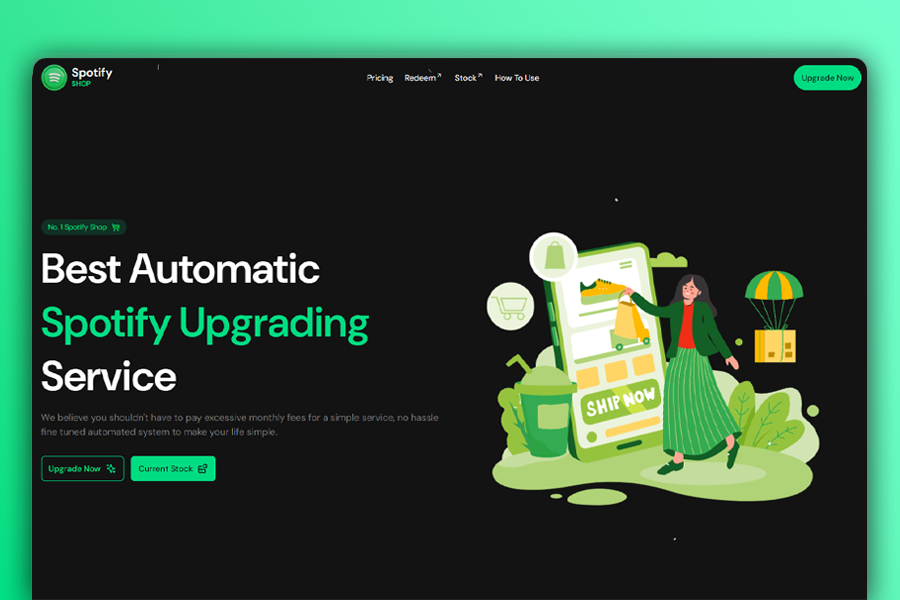 Spotify
SHOP
Pricing Redeem Stock How To Use
Upgrade Now
No. 1 Spotify Shop
Best Automatic
Spotify Upgrading
Service
We believe you shouldn't have to pay excessive monthly fees for a simple service, no hassle
fine tuned automated system to make your life simple.
Upgrade Now Current Stock
SHIP NOW